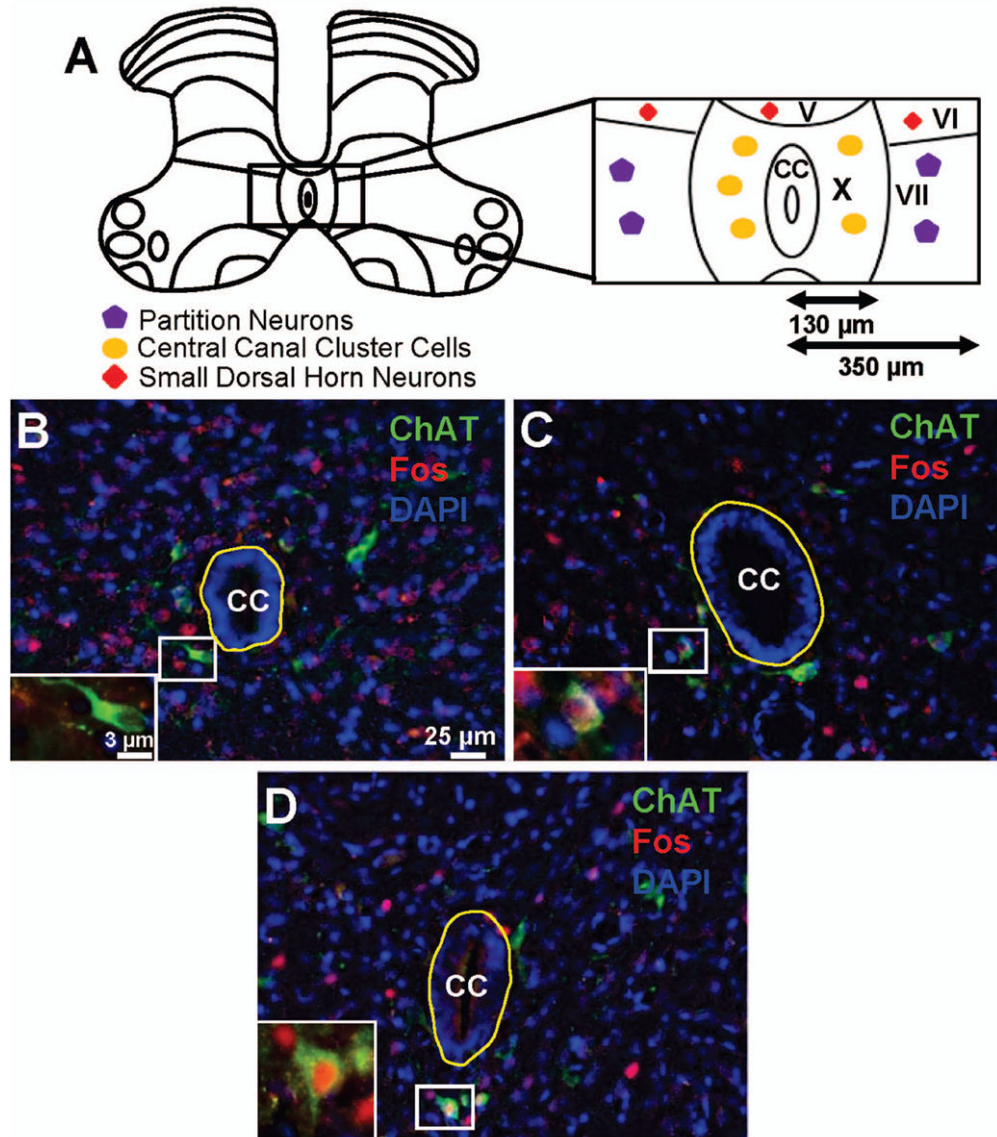 A
V
VI
CC
X
VII
130 µm
350 µm
Partition Neurons
Central Canal Cluster Cells
Small Dorsal Horn Neurons
B
ChAT
Fos
DAPI
CC
3 µm
25 µm
C
ChAT
Fos
DAPI
CC
D
ChAT
Fos
DAPI
CC